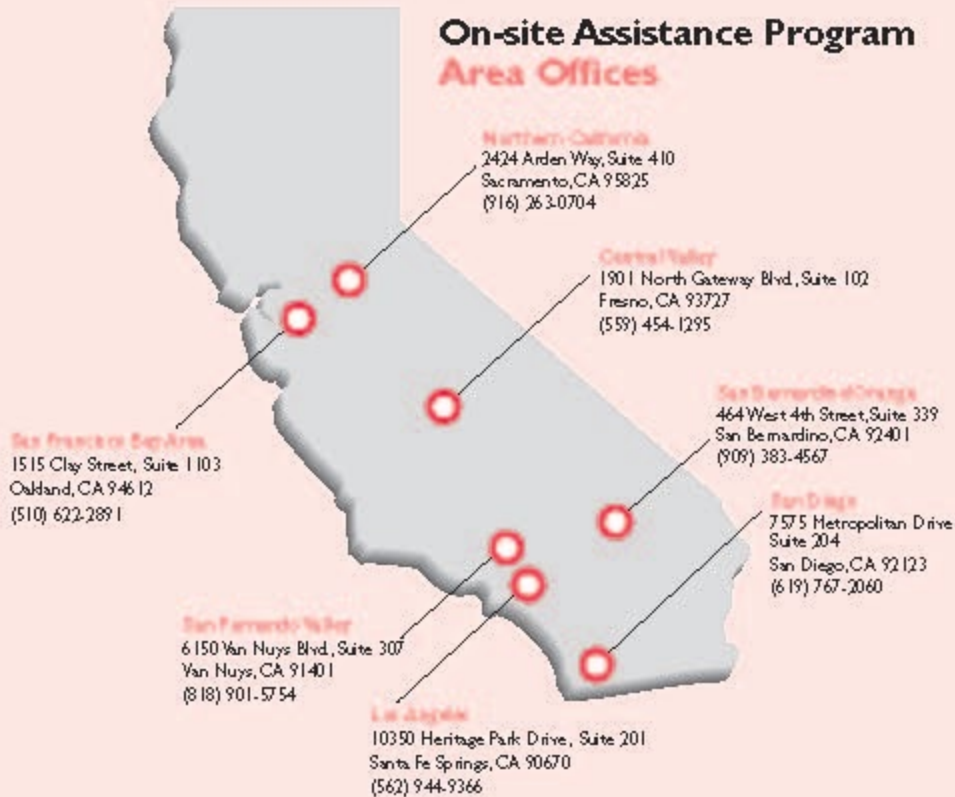 On-site Assistance Program
Area Offices
Northern California
2424 Arden Way, Suite 410
Sacramento, CA 95825
(916) 263-0704
Central Valley
1901 North Gateway Blvd., Suite 102
Fresno, CA 93727
(559) 454-1295
San Bernardino/Orange
464 West 4th Street, Suite 339
San Bernardino, CA 92401
(909) 383-4567
San Francisco Bay Area
1515 Clay Street, Suite 1103
Oakland, CA 94612
(510) 622-2891
San Diego
7575 Metropolitan Drive
Suite 204
San Diego, CA 92123
(619) 767-2060
San Fernando Valley
6150 Van Nuys Blvd., Suite 307
Van Nuys, CA 91401
(818) 901-5754
Los Angeles
10350 Heritage Park Drive, Suite 201
Santa Fe Springs, CA 90670
(562) 944-9366